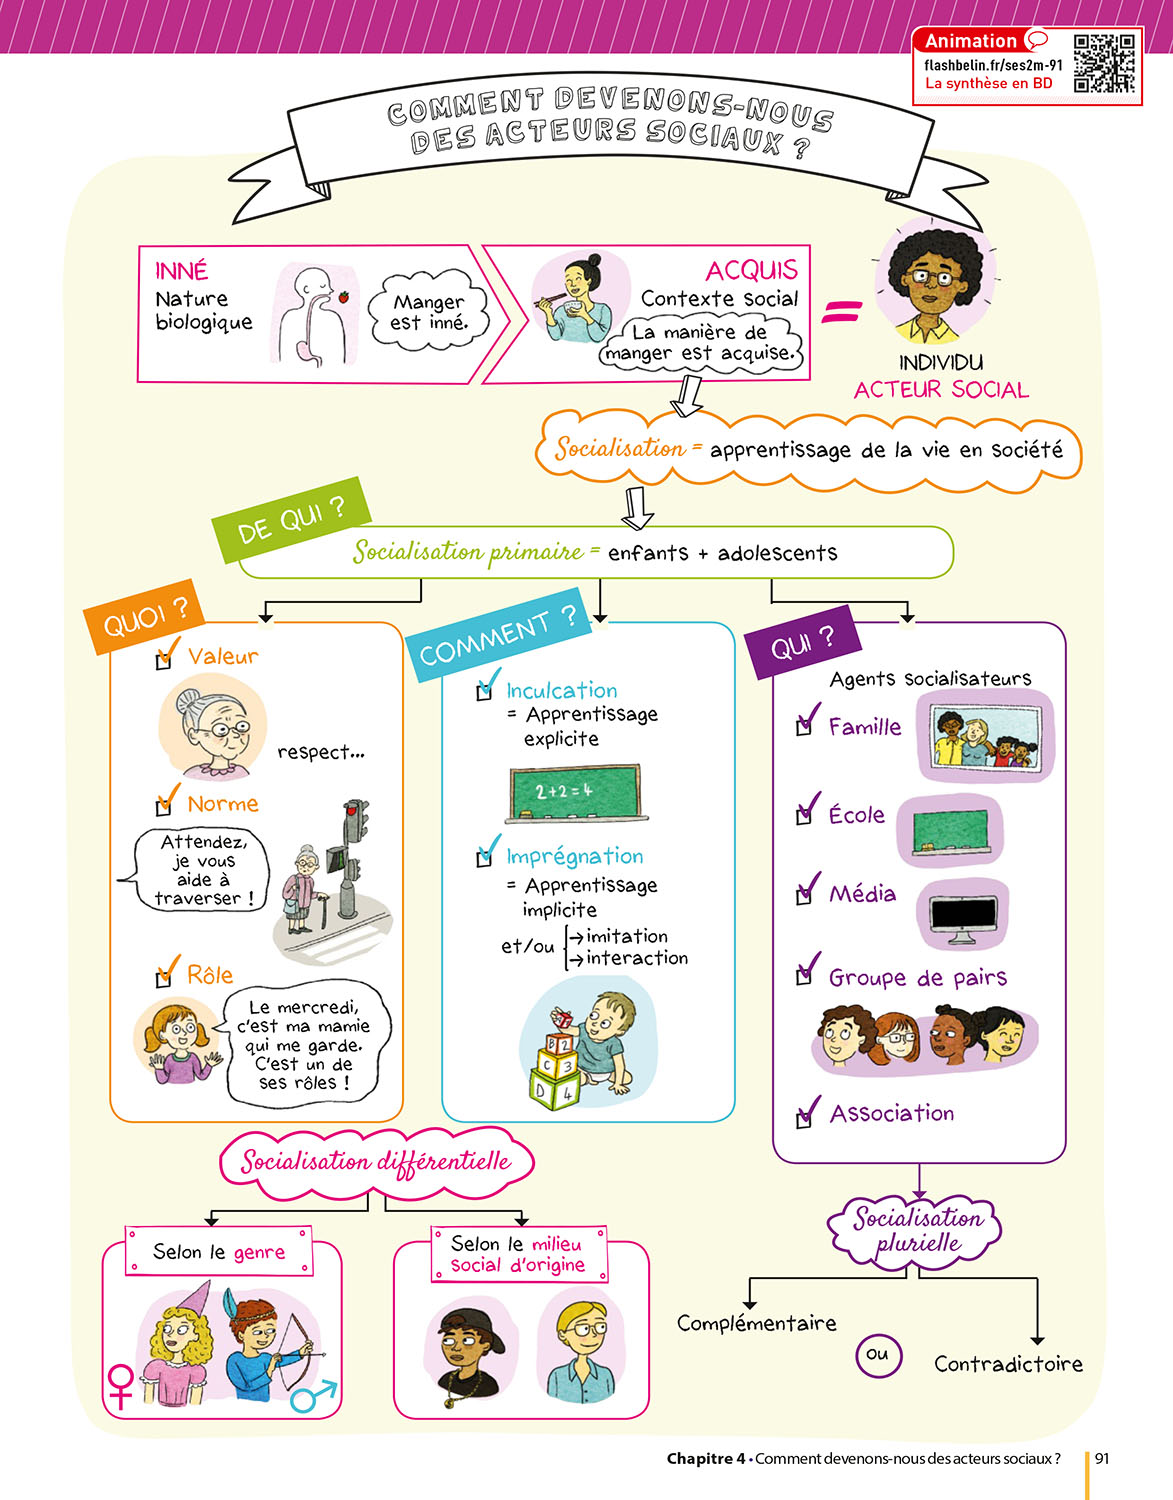 Animation
flashbelin.fr/ses2m-91
La synthèse en BD
COMMENT DEVENONS-NOUS
DES ACTEURS SOCIAUX ?
INNÉ
Nature
biologique
Manger
est inné.
ACQUIS
Contexte social
La manière de
manger est acquise.
=
INDIVIDU
ACTEUR SOCIAL
Socialisation = apprentissage de la vie en société
DE QUI ?
Socialisation primaire = enfants + adolescents
QUOI ?
Valeur
respect...
Norme
Attendez,
je vous
aide à
traverser !
Rôle
Le mercredi,
c'est ma mamie
qui me garde.
C'est un de
ses rôles !
COMMENT ?
Inculcation
= Apprentissage
explicite
2+2=4
Imprégnation
= Apprentissage
implicite
et/ou
→ imitation
→ interaction
B 2
C 3
D 4
QUI ?
Agents socialisateurs
Famille
École
Média
Groupe de pairs
Association
Socialisation différentielle
Selon le genre
Selon le milieu
social d'origine
Socialisation
plurielle
Complémentaire
ou
Contradictoire
Chapitre 4 • Comment devenons-nous des acteurs sociaux ?
91